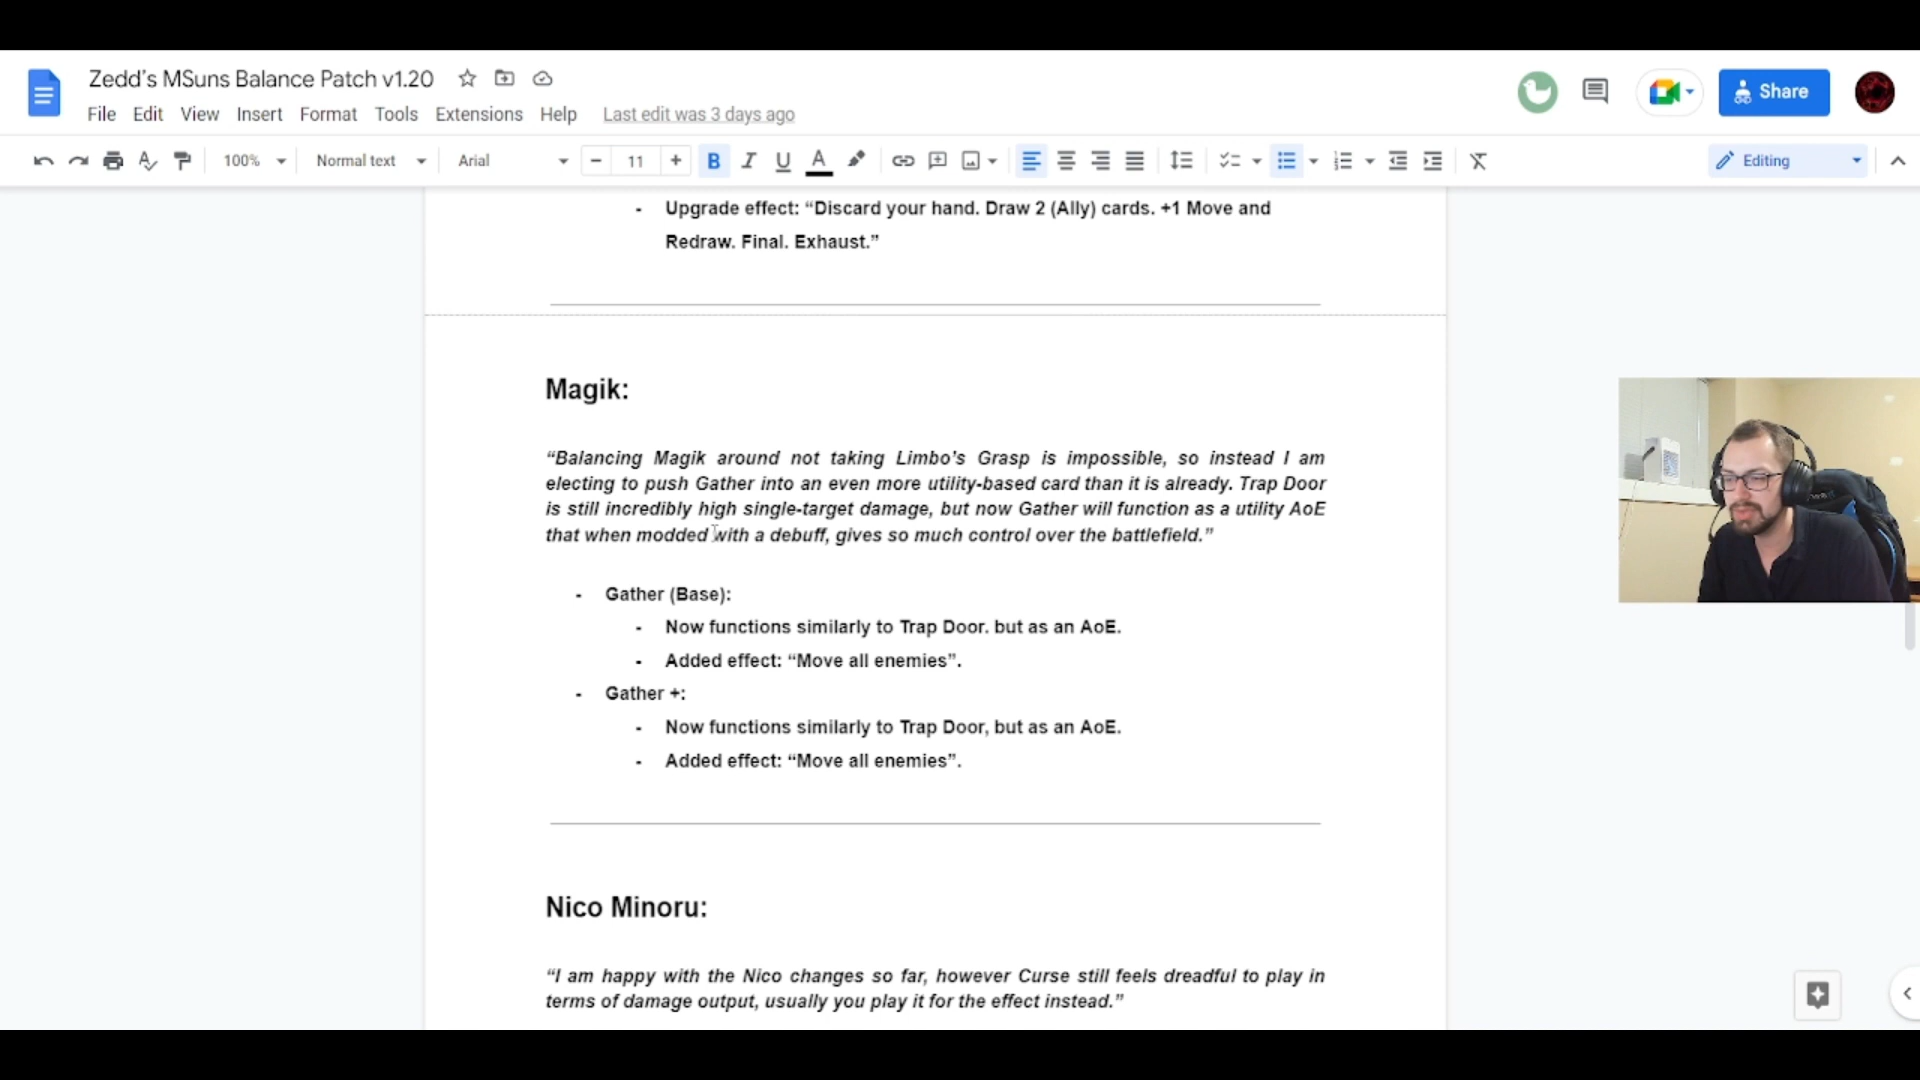 Zedd's MSuns Balance Patch v1.20
File Edit View Insert Format Tools Extensions Help Last edit was 3 days ago
Share
100% Normal text Arial 11 Editing
- Upgrade effect: “Discard your hand. Draw 2 (Ally) cards. +1 Move and
Redraw. Final. Exhaust.”
Magik:
“Balancing Magik around not taking Limbo's Grasp is impossible, so instead I am
electing to push Gather into an even more utility-based card than it is already. Trap Door
is still incredibly high single-target damage, but now Gather will function as a utility AoE
that when modded with a debuff, gives so much control over the battlefield.”
- Gather (Base):
- Now functions similarly to Trap Door. but as an AoE.
- Added effect: “Move all enemies”.
- Gather +:
- Now functions similarly to Trap Door, but as an AoE.
- Added effect: “Move all enemies”.
Nico Minoru:
“I am happy with the Nico changes so far, however Curse still feels dreadful to play in
terms of damage output, usually you play it for the effect instead.”